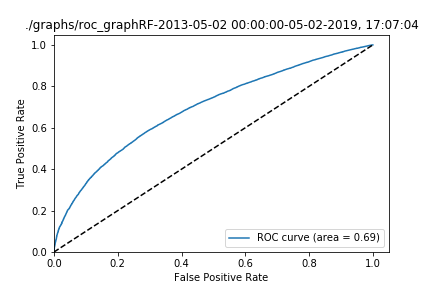 ./graphs/roc_graphRF-2013-05-02 00:00:00-05-02-2019, 17:07:04
1.0
0.8
0.6
0.4
0.2
0.0
True Positive Rate
ROC curve (area = 0.69)
0.0 0.2 0.4 0.6 0.8 1.0
False Positive Rate